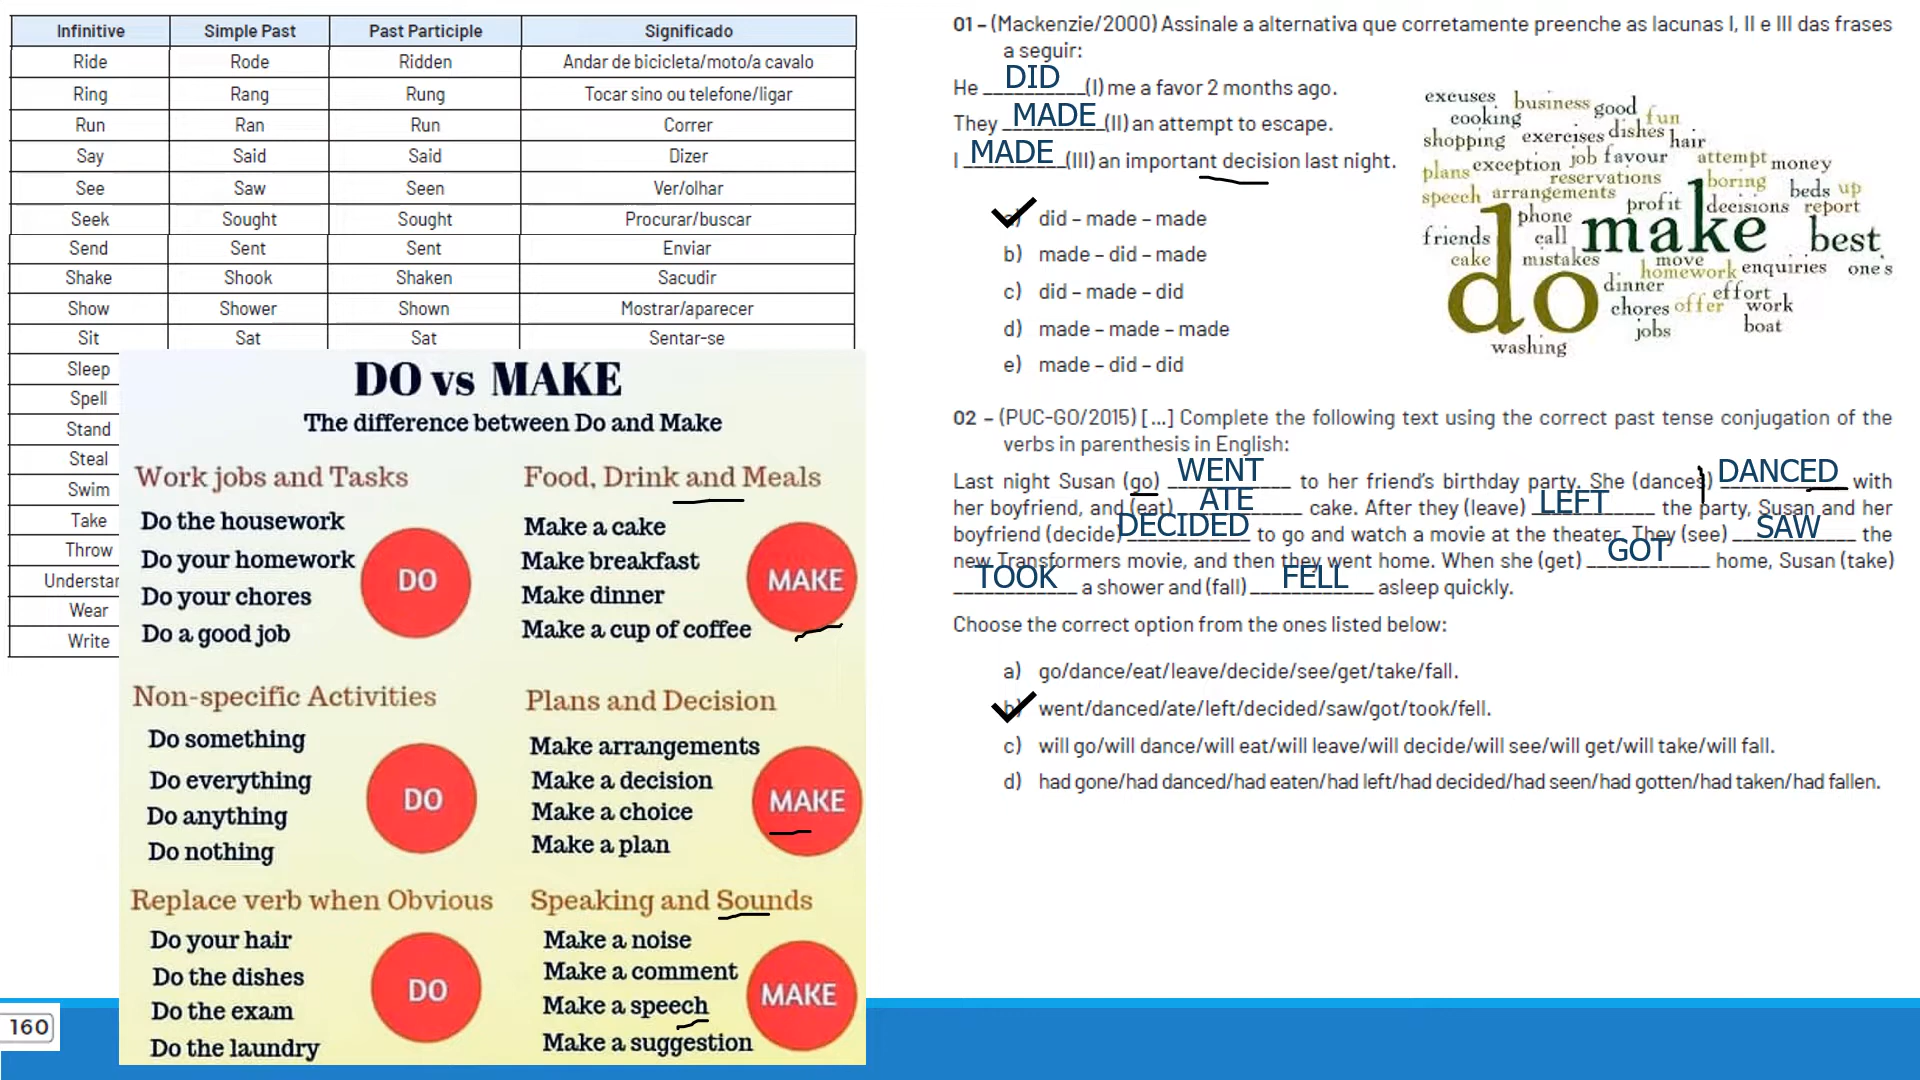 Infinitive Simple Past Past Participle Significado
Ride Rode Ridden Andar de bicicleta/moto/a cavalo
Ring Rang Rung Tocar sino ou telefone/ligar
Run Ran Run Correr
Say Said Said Dizer
See Saw Seen Ver/olhar
Seek Sought Sought Procurar/buscar
Send Sent Sent Enviar
Shake Shook Shaken Sacudir
Show Shower Shown Mostrar/aparecer
Sit Sat Sat Sentar-se
Sleep
Spell
Stand
Steal
Swim
Take
Throw
Understan
Wear
Write
160
DO vs MAKE
The difference between Do and Make
Work jobs and Tasks
Do the housework
Do your homework
Do your chores
Do a good job
DO
Food, Drink and Meals
Make a cake
Make breakfast
Make dinner
Make a cup of coffee
MAKE
Non-specific Activities
Do something
Do everything
Do anything
Do nothing
DO
Plans and Decision
Make arrangements
Make a decision
Make a choice
Make a plan
MAKE
Replace verb when Obvious
Do your hair
Do the dishes
Do the exam
Do the laundry
DO
Speaking and Sounds
Make a noise
Make a comment
Make a speech
Make a suggestion
MAKE
01 – (Mackenzie/2000) Assinale a alternativa que corretamente preenche as lacunas I, II e III das frases
a seguir:
He DID (I) me a favor 2 months ago.
They MADE (II) an attempt to escape.
I MADE (III) an important decision last night.
a) did – made – made
b) made – did – made
c) did – made – did
d) made – made – made
e) made – did – did
excuses business good
cooking fun
shopping exercises dishes hair
exception job favour attempt money
plans reservations boring
speech arrangements beds up
phone profit decisions report
friends call make best
cake mistakes move
homework enquiries one's
do dinner effort
chores offer work
jobs boat
washing
02 – (PUC-GO/2015) [...] Complete the following text using the correct past tense conjugation of the
verbs in parenthesis in English:
Last night Susan (go) WENT to her friend's birthday party. She (dances) DANCED with
her boyfriend, and (eat) ATE cake. After they (leave) LEFT the party, Susan and her
boyfriend (decide) DECIDED to go and watch a movie at the theater. They (see) SAW the
new Transformers movie, and then they went home. When she (get) GOT home, Susan (take)
TOOK a shower and (fall) FELL asleep quickly.
Choose the correct option from the ones listed below:
a) go/dance/eat/leave/decide/see/get/take/fall.
b) went/danced/ate/left/decided/saw/got/took/fell.
c) will go/will dance/will eat/will leave/will decide/will see/will get/will take/will fall.
d) had gone/had danced/had eaten/had left/had decided/had seen/had gotten/had taken/had fallen.